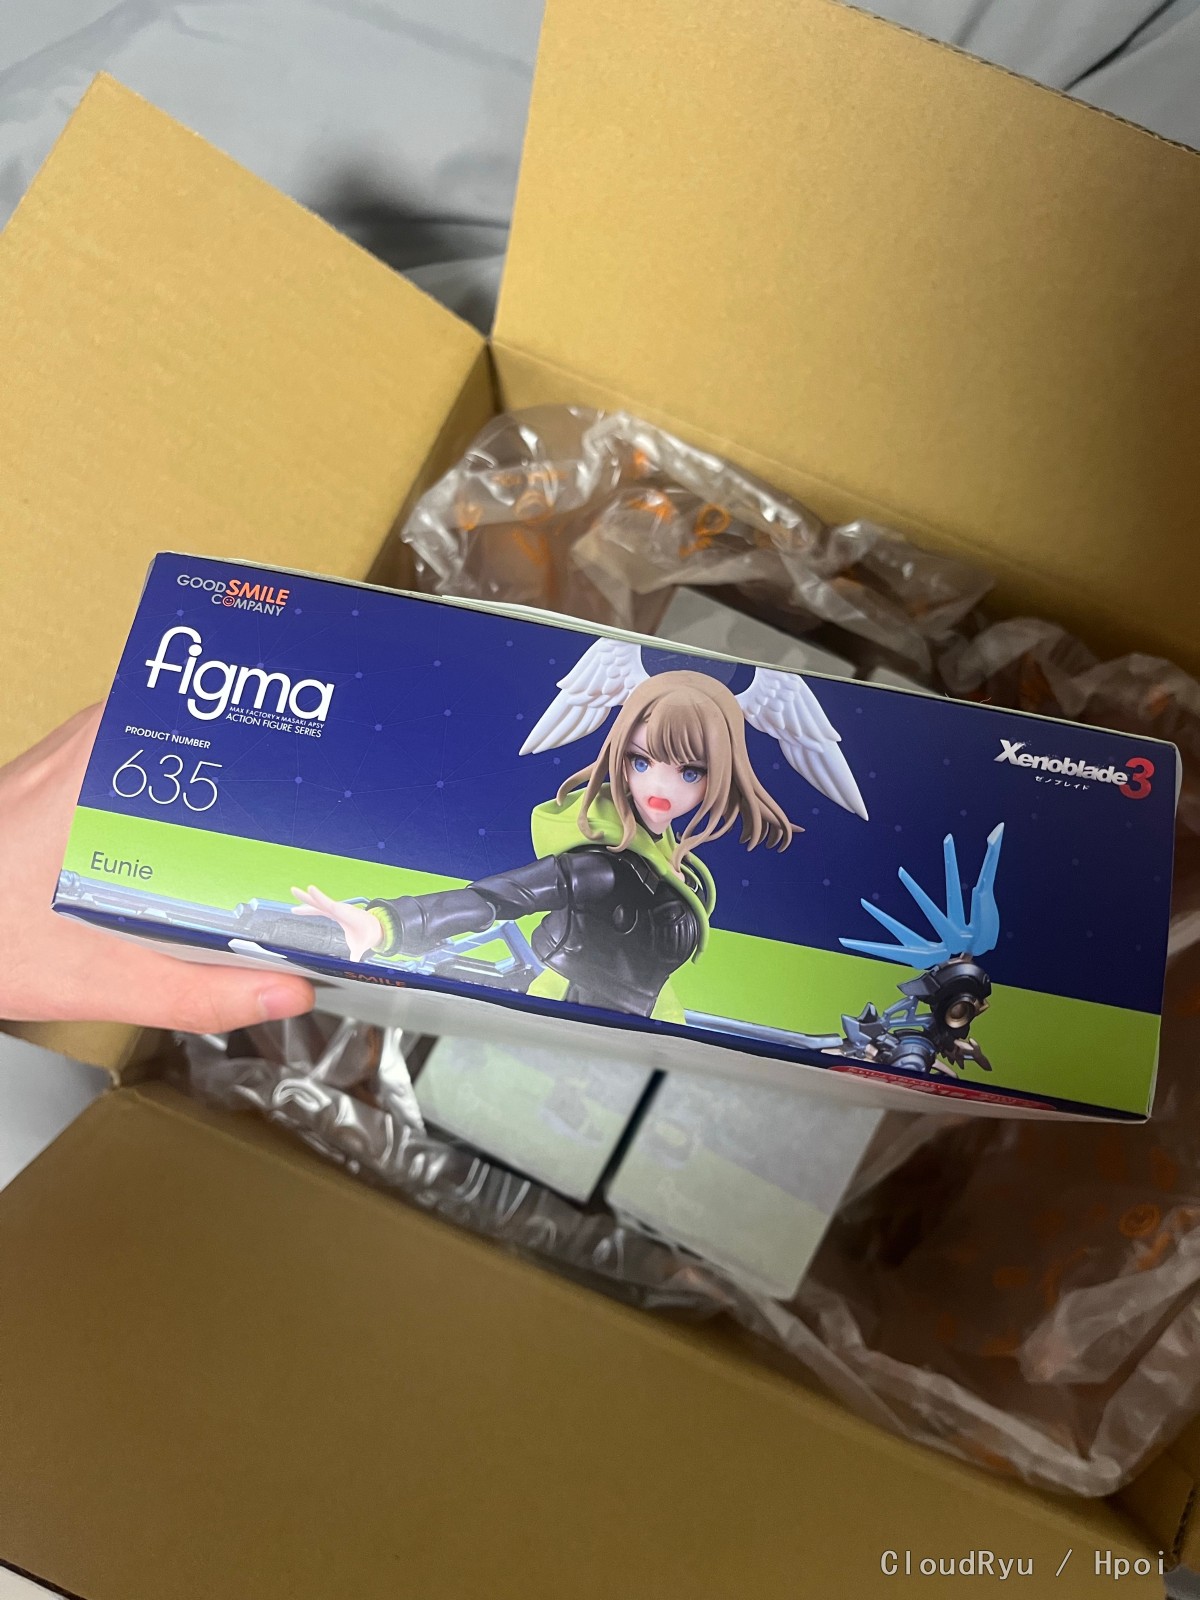 GOOD SMILE
COMPANY
figma
MAX FACTORY × MASAKI APSY
ACTION FIGURE SERIES
PRODUCT NUMBER
635
Eunie
Xenoblade3
ゼノブレイド
SMILE
CloudRyu / Hpoi